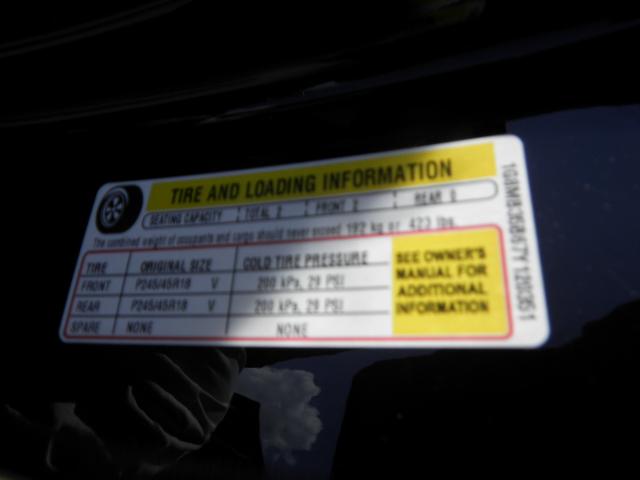 TIRE AND LOADING INFORMATION
SEATING CAPACITY TOTAL 2 FRONT 2 REAR 0
The combined weight of occupants and cargo should never exceed 192 kg or 423 lbs.
TIRE ORIGINAL SIZE COLD TIRE PRESSURE
FRONT P245/45R18 V 200 kPa, 29 PSI
REAR P245/45R18 V 200 kPa, 29 PSI
SPARE NONE NONE
SEE OWNER'S
MANUAL FOR
ADDITIONAL
INFORMATION